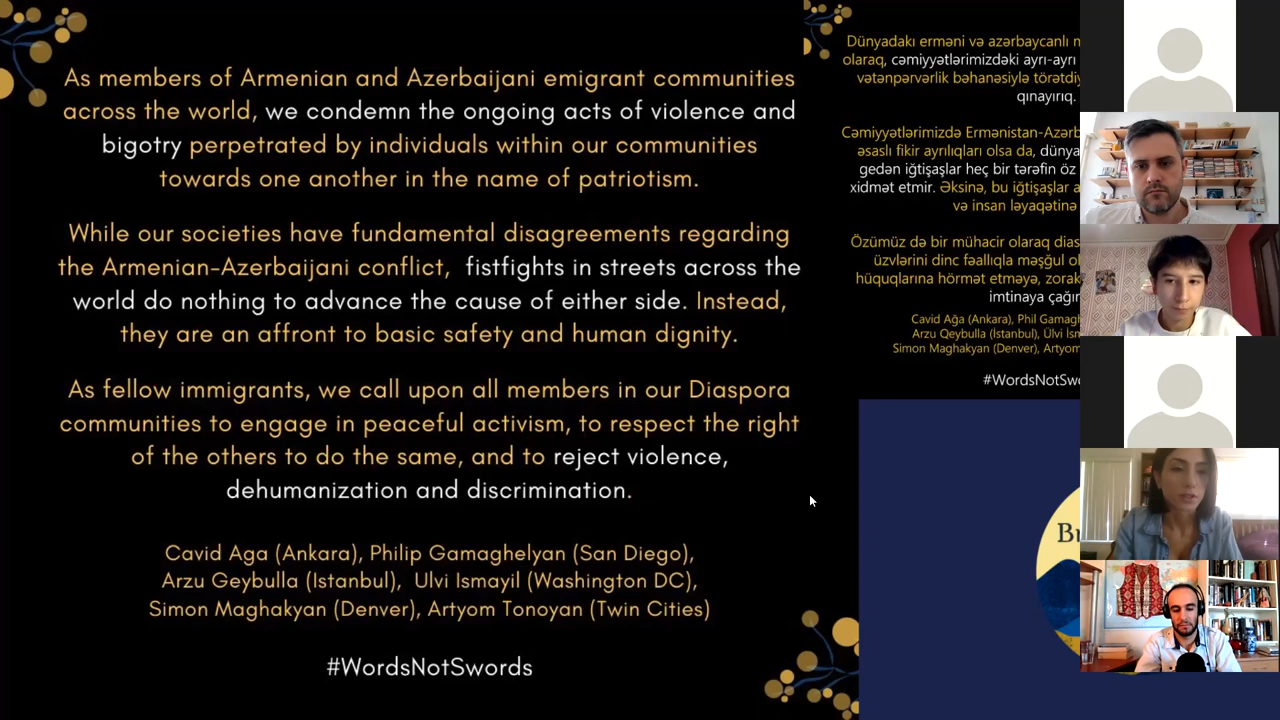 As members of Armenian and Azerbaijani emigrant communities
across the world, we condemn the ongoing acts of violence and
bigotry perpetrated by individuals within our communities
towards one another in the name of patriotism.
While our societies have fundamental disagreements regarding
the Armenian-Azerbaijani conflict, fistfights in streets across the
world do nothing to advance the cause of either side. Instead,
they are an affront to basic safety and human dignity.
As fellow immigrants, we call upon all members in our Diaspora
communities to engage in peaceful activism, to respect the right
of the others to do the same, and to reject violence,
dehumanization and discrimination.
Cavid Aga (Ankara), Philip Gamaghelyan (San Diego),
Arzu Geybulla (Istanbul), Ulvi Ismayil (Washington DC),
Simon Maghakyan (Denver), Artyom Tonoyan (Twin Cities)
#WordsNotSwords
Dünyadakı erməni və azərbaycanlı
olaraq, cəmiyyətlərimizdəki ayrı-ayrı
vətənpərvərlik bəhanəsiylə
qınayırıq.
Cəmiyyətlərimizdə
əsaslı fikir ayrılıqları olsa da,
gedən iğtişaşlar heç bir tərəfin öz
xidmət etmir. Əksinə, bu iğtişaşlar
və insan ləyaqətinə
Özümüz də bir mühacir olaraq
üzvlərini dinc fəallıqla məşğul
hüquqlarına hörmət etməyə,
imtinaya
Cavid Ağa (Ankara), Phil
Arzu Qeybulla (İstanbul), Ülvi
Simon Maghakyan (Denver),